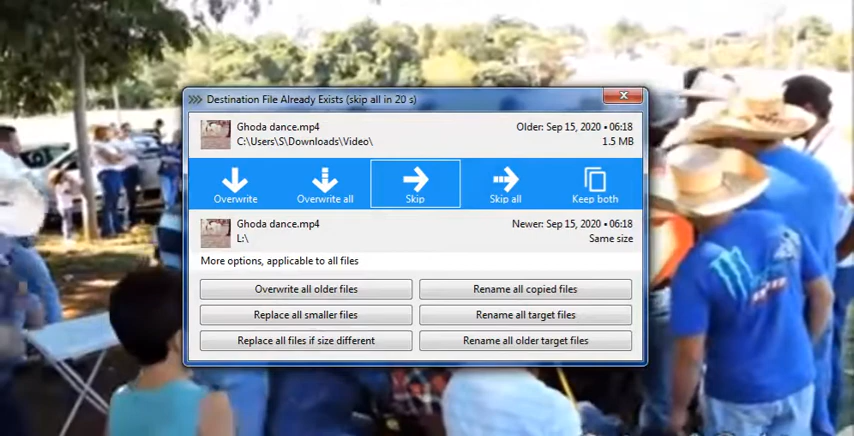 Destination File Already Exists (skip all in 20 s)
Ghoda dance.mp4 Older: Sep 15, 2020 • 06:18
C:\Users\S\Downloads\Video\ 1.5 MB
Overwrite Overwrite all Skip Skip all Keep both
Ghoda dance.mp4 Newer: Sep 15, 2020 • 06:18
L:\ Same size
More options, applicable to all files
Overwrite all older files Rename all copied files
Replace all smaller files Rename all target files
Replace all files if size different Rename all older target files